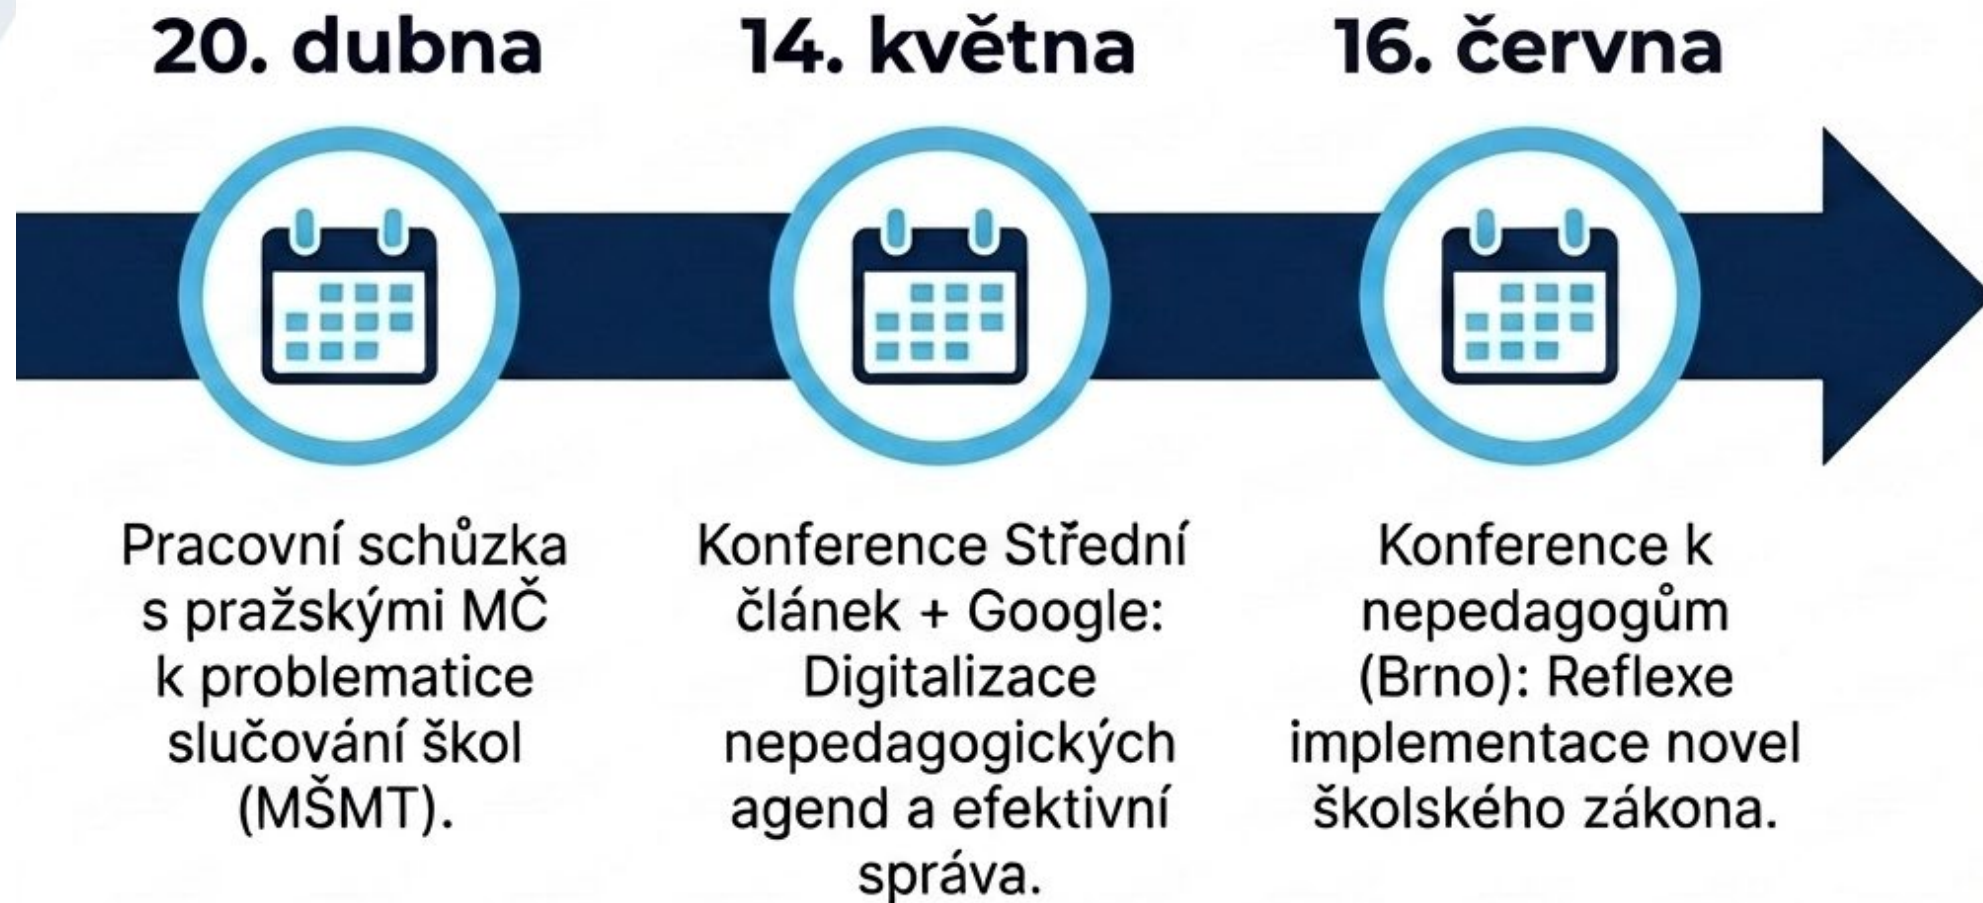 20. dubna
14. května
16. června
Pracovní schůzka
s pražskými MČ
k problematice
slučování škol
(MŠMT).
Konference Střední
článek + Google:
Digitalizace
nepedagogických
agend a efektivní
správa.
Konference k
nepedagogům
(Brno): Reflexe
implementace novel
školského zákona.